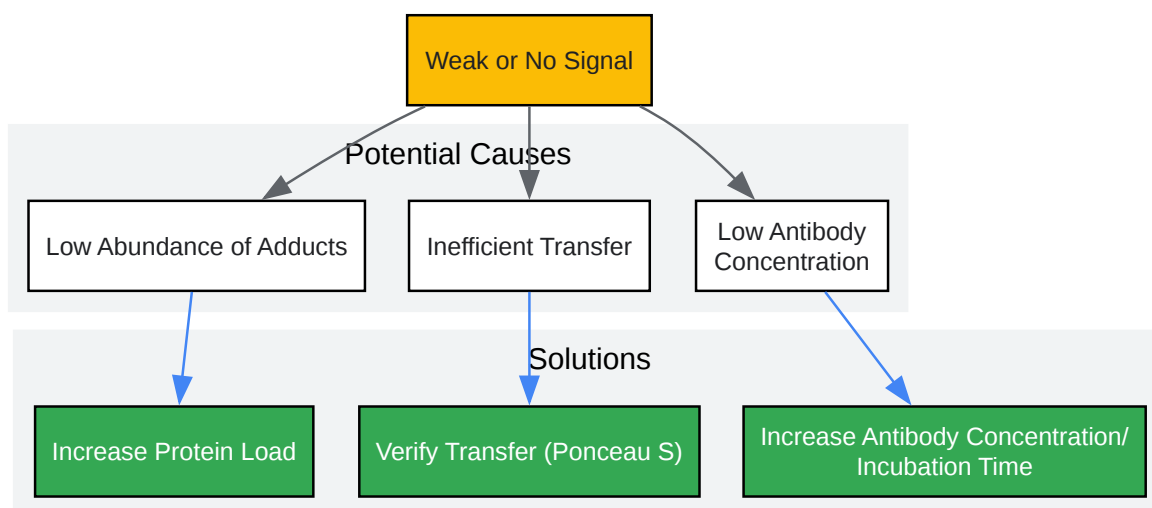 Weak or No Signal
Potential Causes
Low Abundance of Adducts
Inefficient Transfer
Low Antibody
Concentration
Solutions
Increase Protein Load
Verify Transfer (Ponceau S)
Increase Antibody Concentration/
Incubation Time